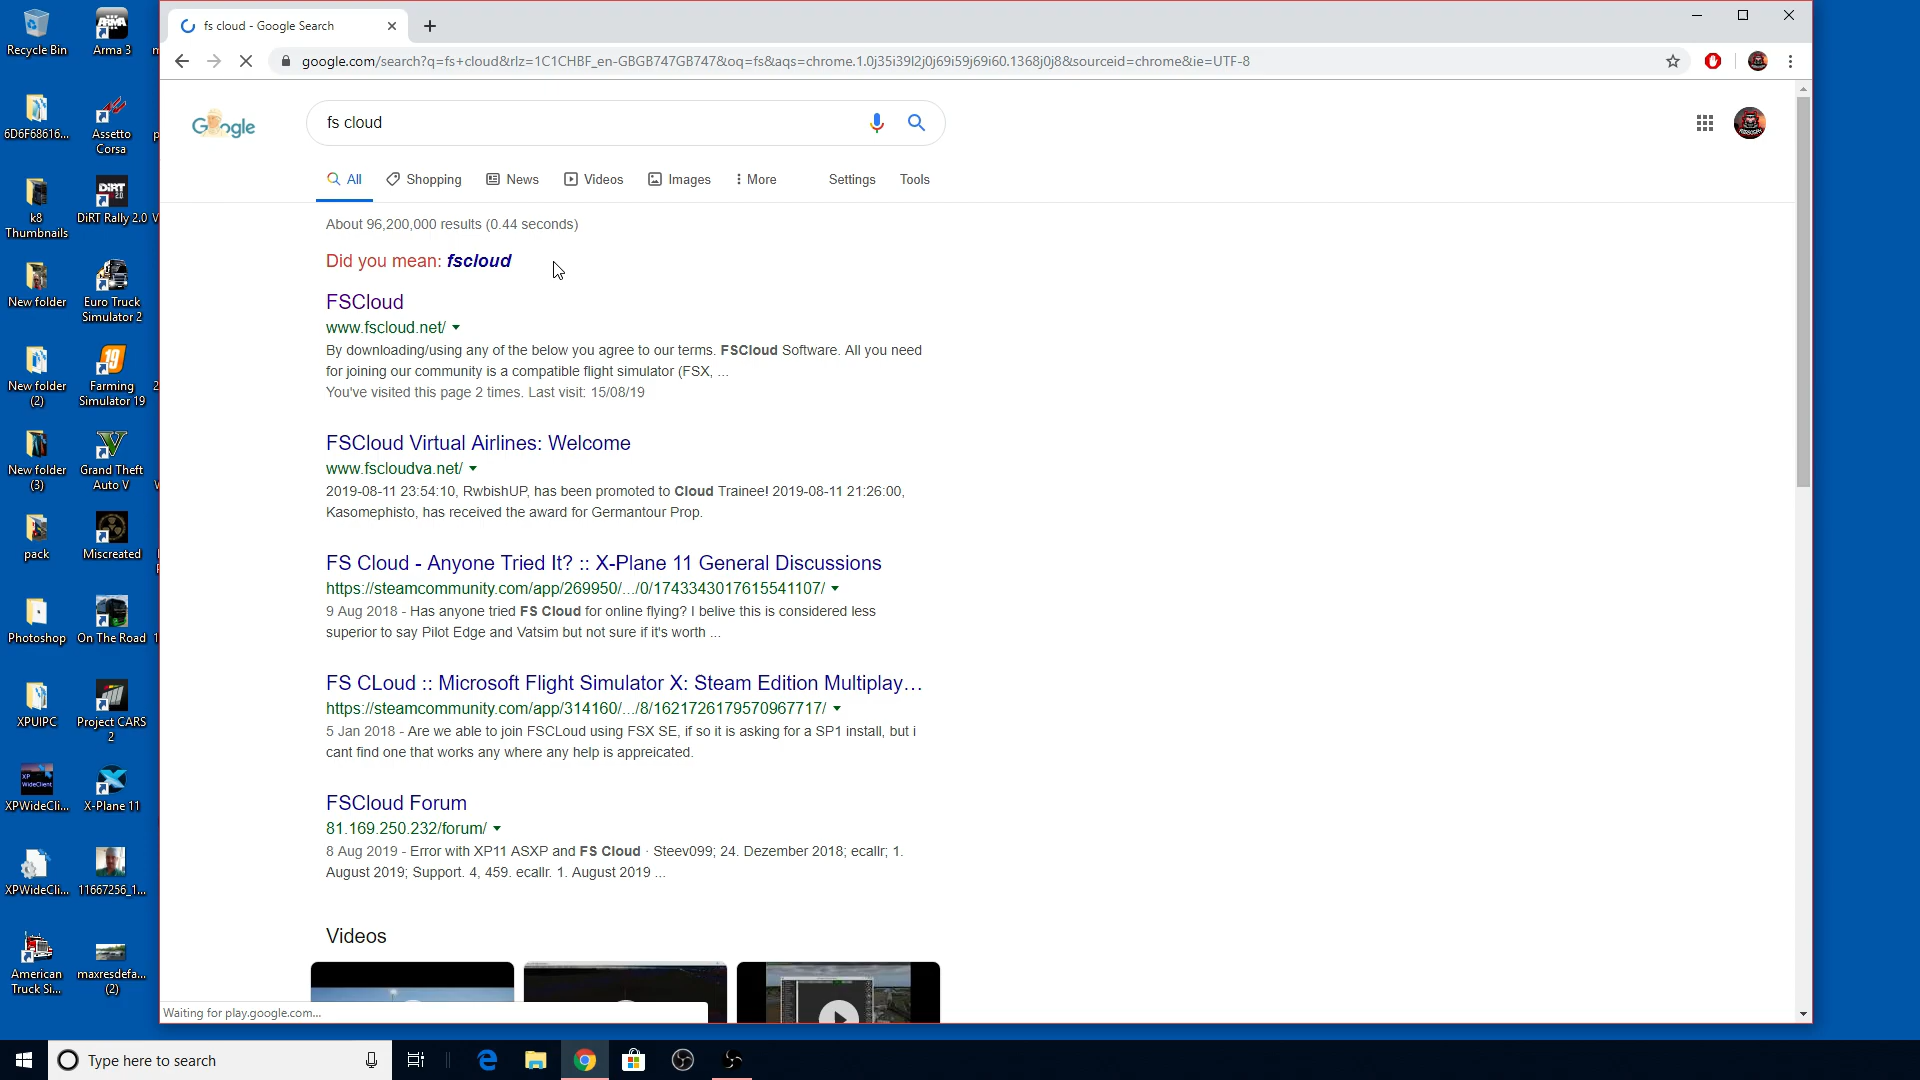 fs cloud - Google Search
google.com/search?q=fs+cloud&rlz=1C1CHBF_en-GBGB747GB747&oq=fs&aqs=chrome.1.0j35i39l2j0j69i59j69i60.1368j0j8&sourceid=chrome&ie=UTF-8
Google
fs cloud
All Shopping News Videos Images More Settings Tools
About 96,200,000 results (0.44 seconds)
Did you mean: fscloud
FSCloud
www.fscloud.net/
By downloading/using any of the below you agree to our terms. FSCloud Software. All you need
for joining our community is a compatible flight simulator (FSX, ...
You've visited this page 2 times. Last visit: 15/08/19
FSCloud Virtual Airlines: Welcome
www.fscloudva.net/
2019-08-11 23:54:10, RwbishUP, has been promoted to Cloud Trainee! 2019-08-11 21:26:00,
Kasomephisto, has received the award for Germantour Prop.
FS Cloud - Anyone Tried It? :: X-Plane 11 General Discussions
https://steamcommunity.com/app/269950/.../0/1743343017615541107/
9 Aug 2018 - Has anyone tried FS Cloud for online flying? I belive this is considered less
superior to say Pilot Edge and Vatsim but not sure if it's worth ...
FS CLoud :: Microsoft Flight Simulator X: Steam Edition Multiplay...
https://steamcommunity.com/app/314160/.../8/1621726179570967717/
5 Jan 2018 - Are we able to join FSCLoud using FSX SE, if so it is asking for a SP1 install, but i
cant find one that works any where any help is appreicated.
FSCloud Forum
81.169.250.232/forum/
8 Aug 2019 - Error with XP11 ASXP and FS Cloud · Steev099; 24. Dezember 2018; ecallr; 1.
August 2019; Support. 4, 459. ecallr. 1. August 2019 ...
Videos
Waiting for play.google.com...
Recycle Bin
Arma 3
6D6F68616...
Assetto
Corsa
k8
Thumbnails
DiRT Rally 2.0
New folder
Euro Truck
Simulator 2
New folder
(2)
Farming
Simulator 19
New folder
(3)
Grand Theft
Auto V
pack
Miscreated
Photoshop
On The Road
XPUIPC
Project CARS
2
XPWideCli...
X-Plane 11
XPWideCli...
11667256_1...
American
Truck Si...
maxresdefa...
(2)
Type here to search